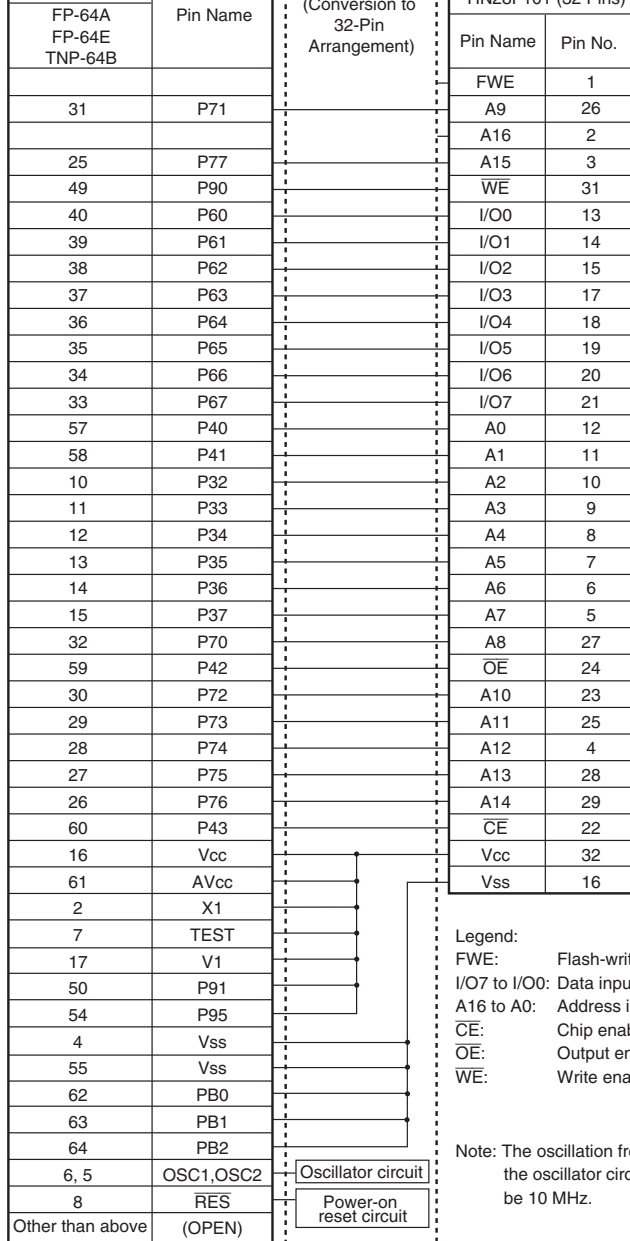 (Conversion to
32-Pin
Arrangement)
FP-64A
FP-64E
TNP-64B
Pin Name
(32 Pins)
Pin Name Pin No.
FWE 1
31 P71 A9 26
A16 2
25 P77 A15 3
49 P90 WE 31
40 P60 I/O0 13
39 P61 I/O1 14
38 P62 I/O2 15
37 P63 I/O3 17
36 P64 I/O4 18
35 P65 I/O5 19
34 P66 I/O6 20
33 P67 I/O7 21
57 P40 A0 12
58 P41 A1 11
10 P32 A2 10
11 P33 A3 9
12 P34 A4 8
13 P35 A5 7
14 P36 A6 6
15 P37 A7 5
32 P70 A8 27
59 P42 OE 24
30 P72 A10 23
29 P73 A11 25
28 P74 A12 4
27 P75 A13 28
26 P76 A14 29
60 P43 CE 22
16 Vcc Vcc 32
61 AVcc Vss 16
2 X1
7 TEST
17 V1
50 P91
54 P95
4 Vss
55 Vss
62 PB0
63 PB1
64 PB2
6, 5 OSC1,OSC2 Oscillator circuit
8 RES Power-on
reset circuit
Other than above (OPEN)
Legend:
FWE: Flash-writ
I/O7 to I/O0: Data inpu
A16 to A0: Address i
CE: Chip enab
OE: Output en
WE: Write ena
Note: The oscillation fre
the oscillator circ
be 10 MHz.